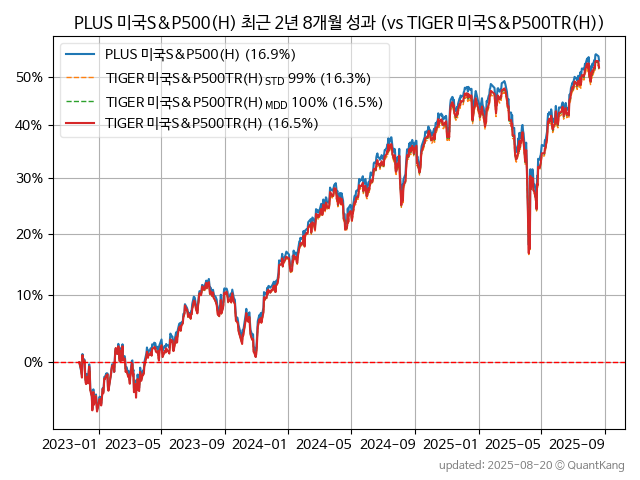 PLUS 미국S&P500(H) 최근 2년 8개월 성과 (vs TIGER 미국S&P500TR(H))
PLUS 미국S&P500(H) (16.9%)
TIGER 미국S&P500TR(H) STD 99% (16.3%)
TIGER 미국S&P500TR(H) MDD 100% (16.5%)
TIGER 미국S&P500TR(H) (16.5%)
50%
40%
30%
20%
10%
0%
2023-01 2023-05 2023-09 2024-01 2024-05 2024-09 2025-01 2025-05 2025-09
updated: 2025-08-20 © QuantKang